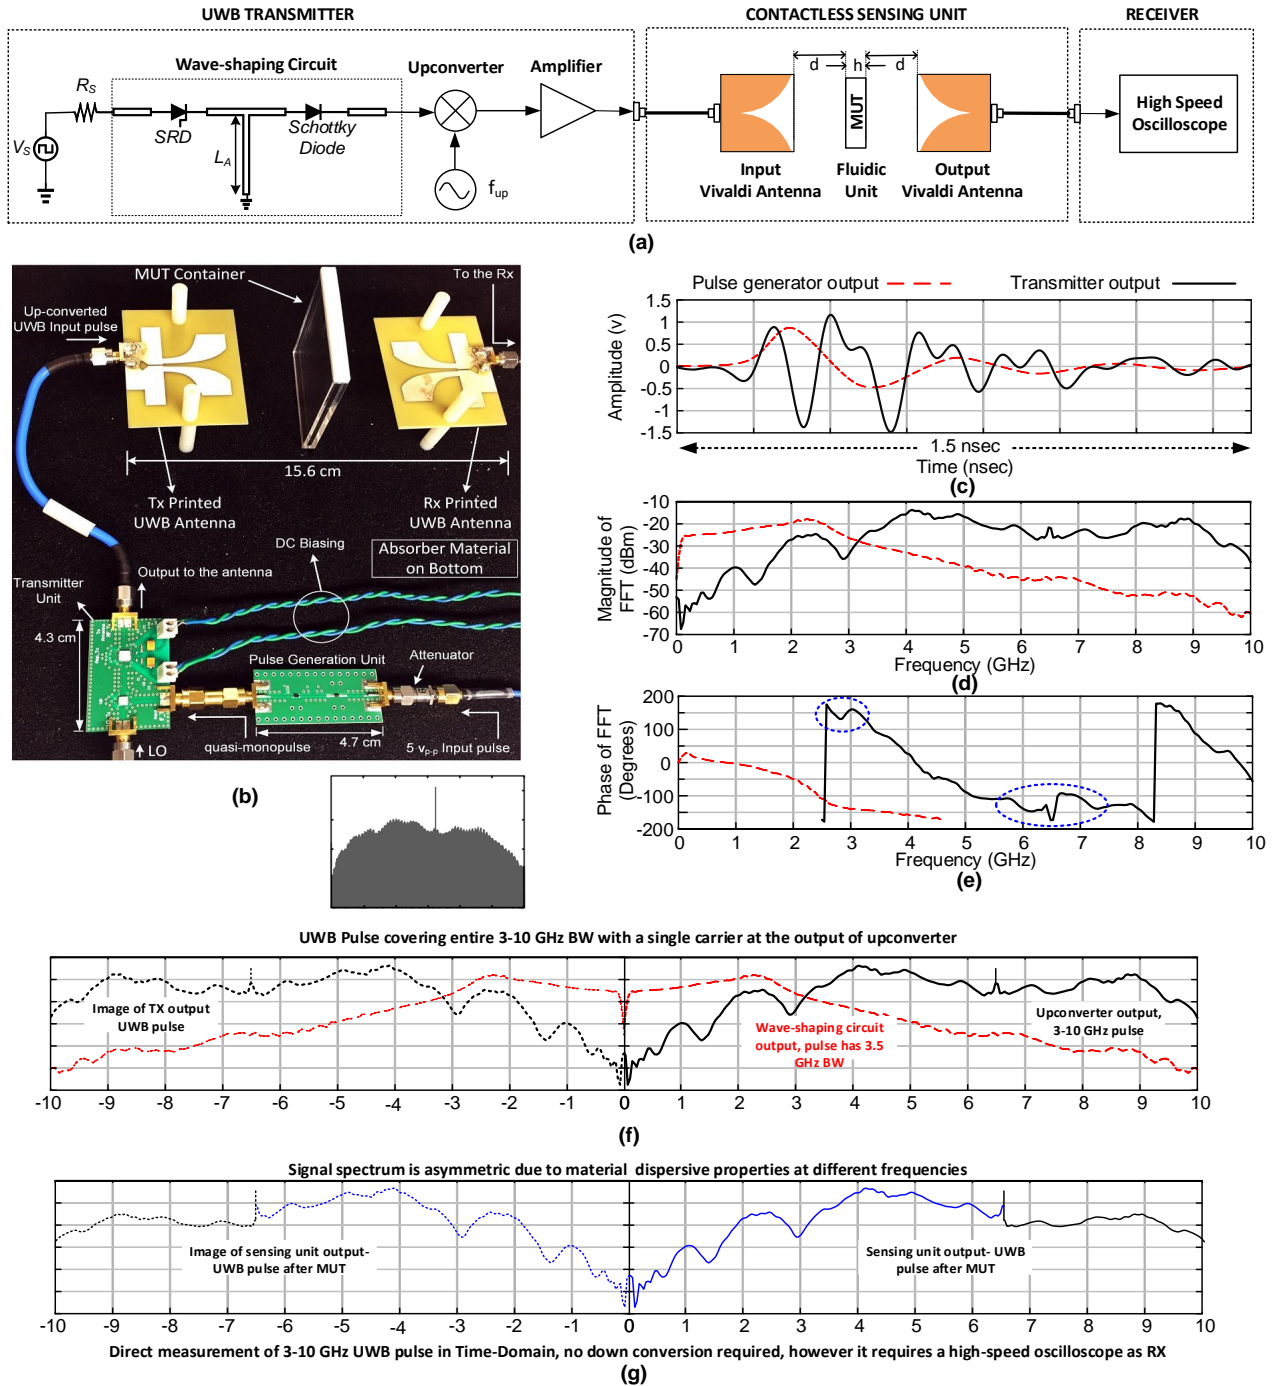 UWB TRANSMITTER
CONTACTLESS SENSING UNIT
RECEIVER
Wave-shaping Circuit
Upconverter
Amplifier
RS
SRD
Schottky
Diode
VS
LA
fup
d
h
d
MUT
Input
Vivaldi Antenna
Fluidic
Unit
Output
Vivaldi Antenna
High Speed
Oscilloscope
(a)
MUT Container
To the Rx
Up-converted
UWB Input pulse
15.6 cm
Tx Printed
UWB Antenna
Rx Printed
UWB Antenna
DC Biasing
Absorber Material
on Bottom
Output to the antenna
Transmitter
Unit
4.3 cm
Pulse Generation Unit
Attenuator
4.7 cm
quasi-monopulse
5 vp-p Input pulse
LO
(b)
Pulse generator output
Transmitter output
Amplitude (v)
1.5
1
0.5
0
-0.5
-1
-1.5
1.5 nsec
Time (nsec)
(c)
Magnitude of
FFT (dBm)
-10
-20
-30
-40
-50
-60
-70
0 1 2 3 4 5 6 7 8 9 10
Frequency (GHz)
(d)
Phase of FFT
(Degrees)
200
100
0
-100
-200
0 1 2 3 4 5 6 7 8 9 10
Frequency (GHz)
(e)
UWB Pulse covering entire 3-10 GHz BW with a single carrier at the output of upconverter
Image of TX output
UWB pulse
Wave-shaping circuit
output, pulse has 3.5
GHz BW
Upconverter output,
3-10 GHz pulse
-10 -9 -8 -7 -6 -5 -4 -3 -2 -1 0 1 2 3 4 5 6 7 8 9 10
(f)
Signal spectrum is asymmetric due to material dispersive properties at different frequencies
Image of sensing unit output-
UWB pulse after MUT
Sensing unit output- UWB
pulse after MUT
-10 -9 -8 -7 -6 -5 -4 -3 -2 -1 0 1 2 3 4 5 6 7 8 9 10
Direct measurement of 3-10 GHz UWB pulse in Time-Domain, no down conversion required, however it requires a high-speed oscilloscope as RX
(g)